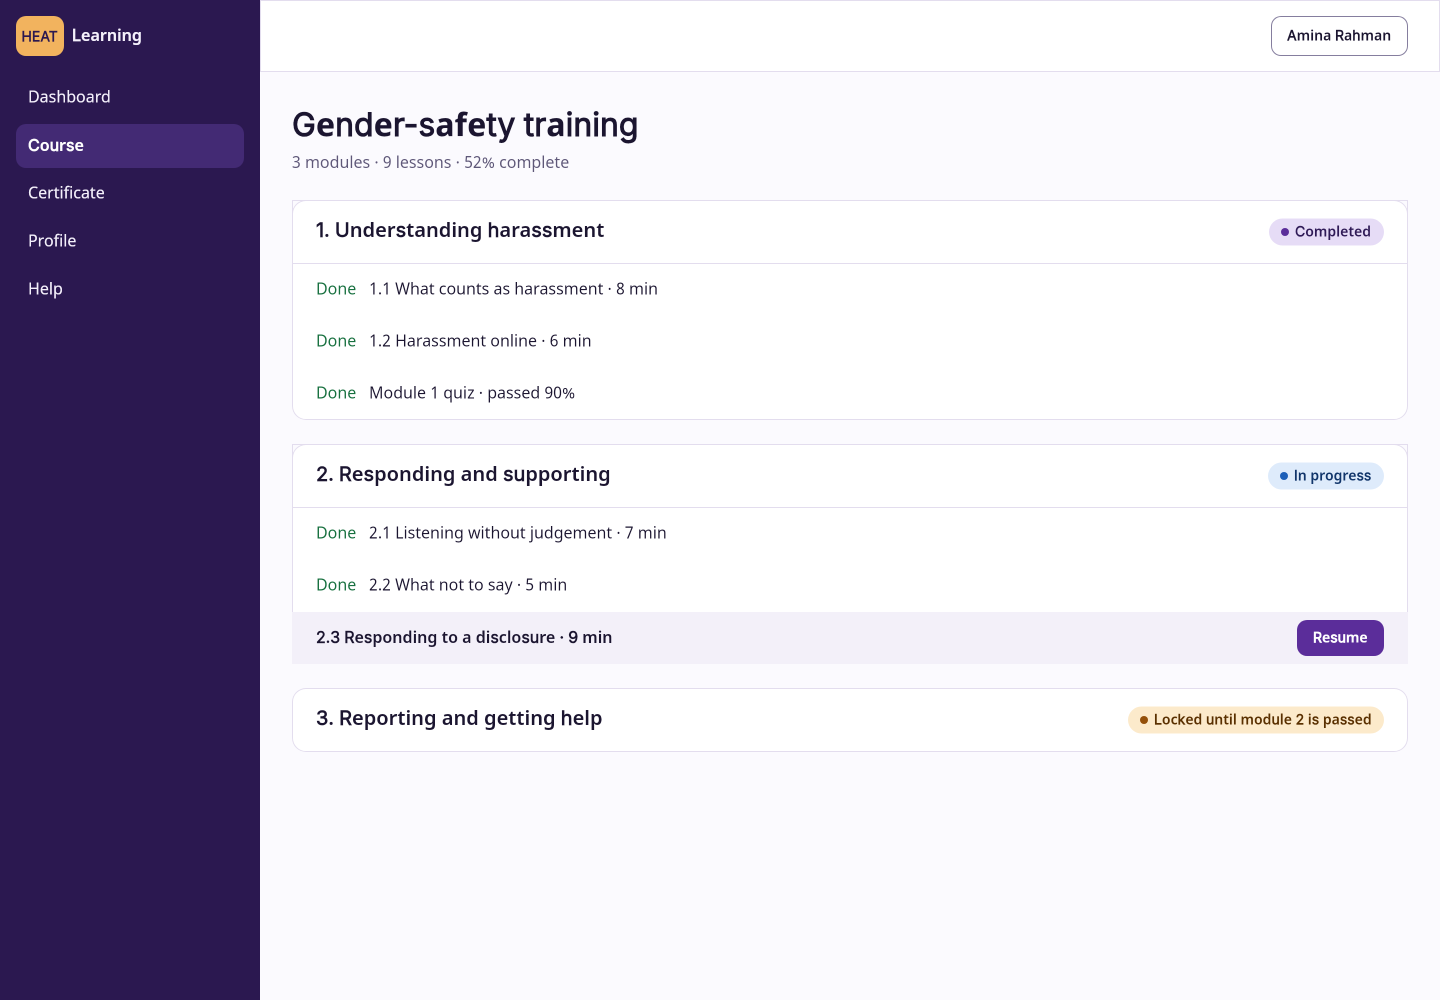 HEAT Learning
Amina Rahman
Dashboard
Course
Certificate
Profile
Help
Gender-safety training
3 modules · 9 lessons · 52% complete
1. Understanding harassment
Completed
Done 1.1 What counts as harassment · 8 min
Done 1.2 Harassment online · 6 min
Done Module 1 quiz · passed 90%
2. Responding and supporting
In progress
Done 2.1 Listening without judgement · 7 min
Done 2.2 What not to say · 5 min
2.3 Responding to a disclosure · 9 min
Resume
3. Reporting and getting help
Locked until module 2 is passed